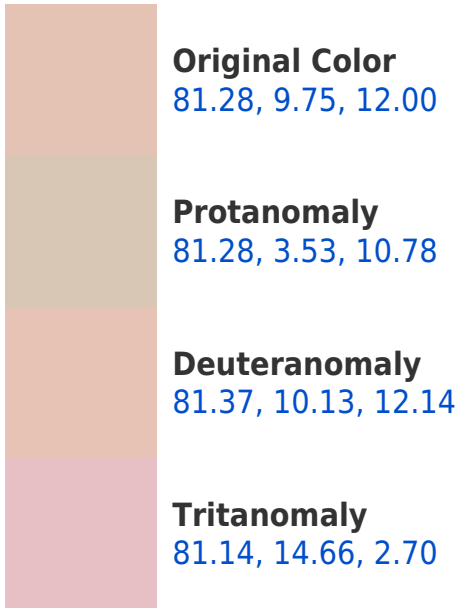 Original Color
81.28, 9.75, 12.00
Protanomaly
81.28, 3.53, 10.78
Deuteranomaly
81.37, 10.13, 12.14
Tritanomaly
81.14, 14.66, 2.70